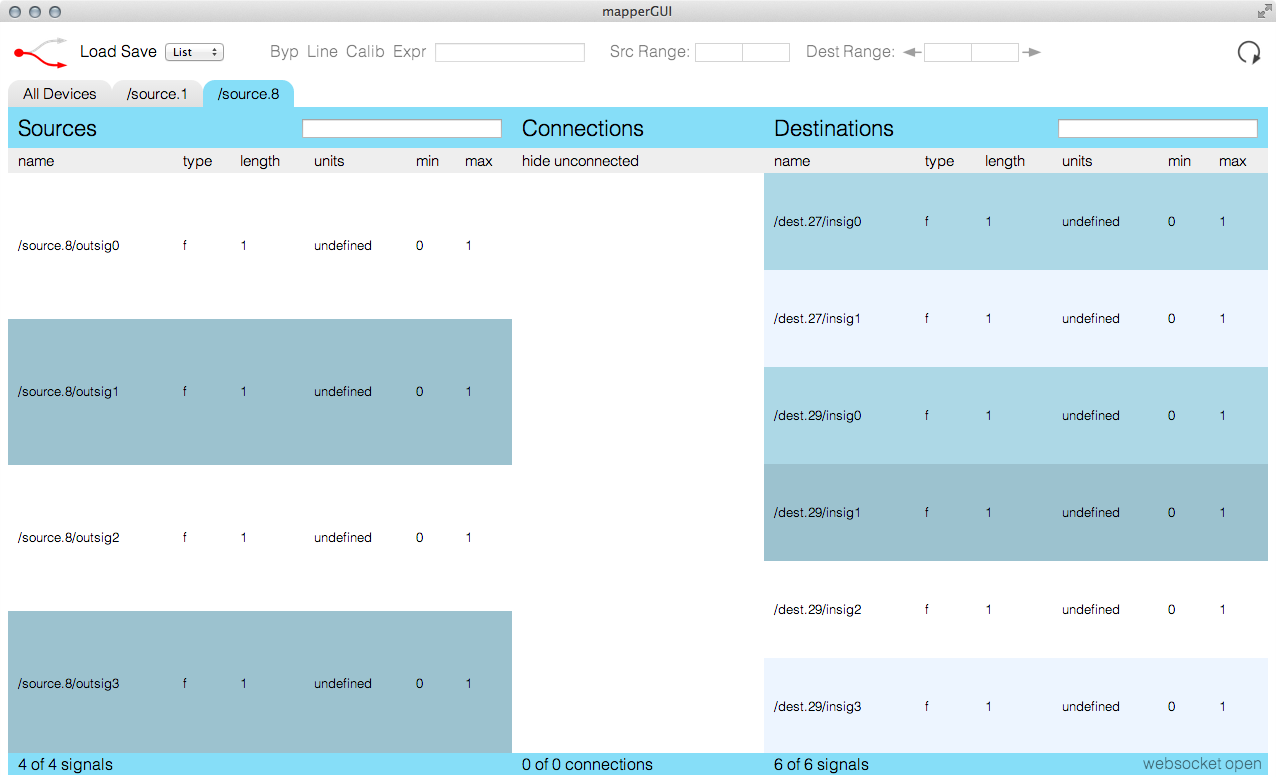 mapperGUI
Load Save List Byp Line Calib Expr Src Range: Dest Range:
All Devices /source.1 /source.8
Sources Connections Destinations
name type length units min max hide unconnected name type length units min max
/dest.27/insig0 f 1 undefined 0 1
/source.8/outsig0 f 1 undefined 0 1
/dest.27/insig1 f 1 undefined 0 1
/source.8/outsig1 f 1 undefined 0 1
/dest.29/insig0 f 1 undefined 0 1
/dest.29/insig1 f 1 undefined 0 1
/source.8/outsig2 f 1 undefined 0 1
/dest.29/insig2 f 1 undefined 0 1
/source.8/outsig3 f 1 undefined 0 1
/dest.29/insig3 f 1 undefined 0 1
4 of 4 signals 0 of 0 connections 6 of 6 signals websocket open